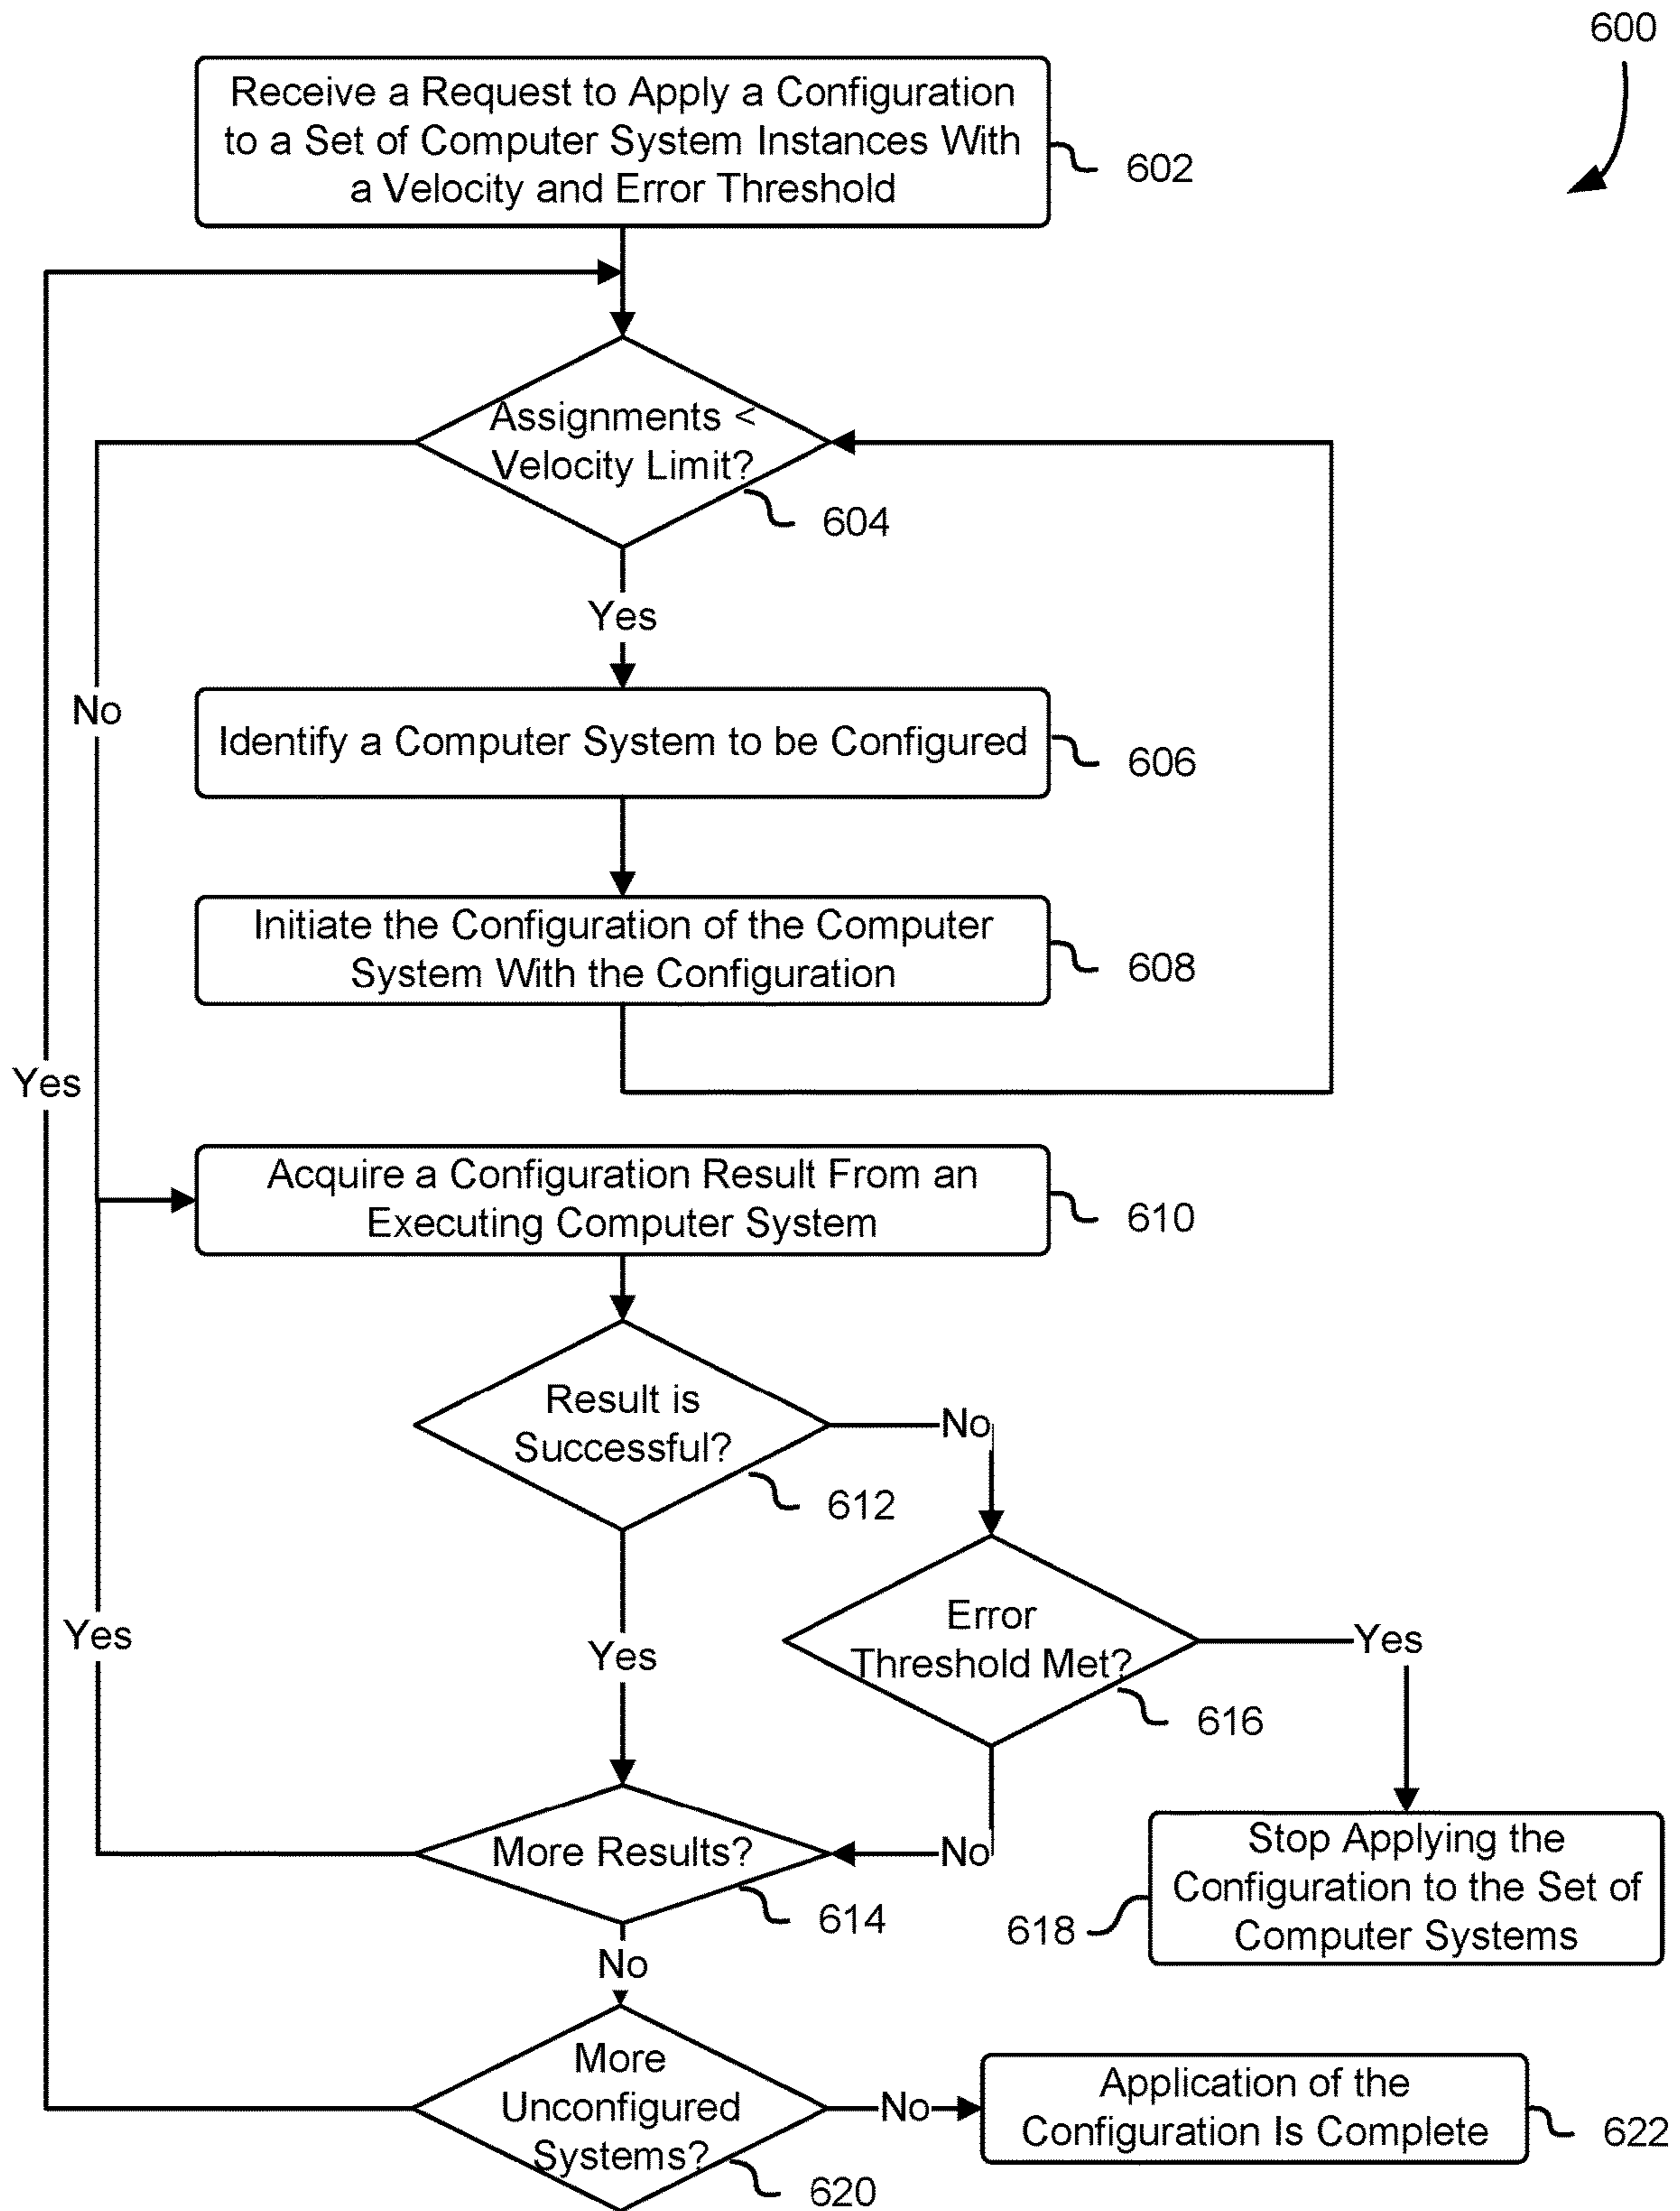 600
Receive a Request to Apply a Configuration
to a Set of Computer System Instances With
a Velocity and Error Threshold
602
Assignments <
Velocity Limit?
604
Yes
No
Identify a Computer System to be Configured
606
Initiate the Configuration of the Computer
System With the Configuration
608
Yes
Acquire a Configuration Result From an
Executing Computer System
610
Result is
Successful?
No
612
Error
Threshold Met?
Yes
616
Yes
Yes
More Results?
No
614
Stop Applying the
Configuration to the Set of
Computer Systems
618
No
More
Unconfigured
Systems?
No
620
Application of the
Configuration Is Complete
622